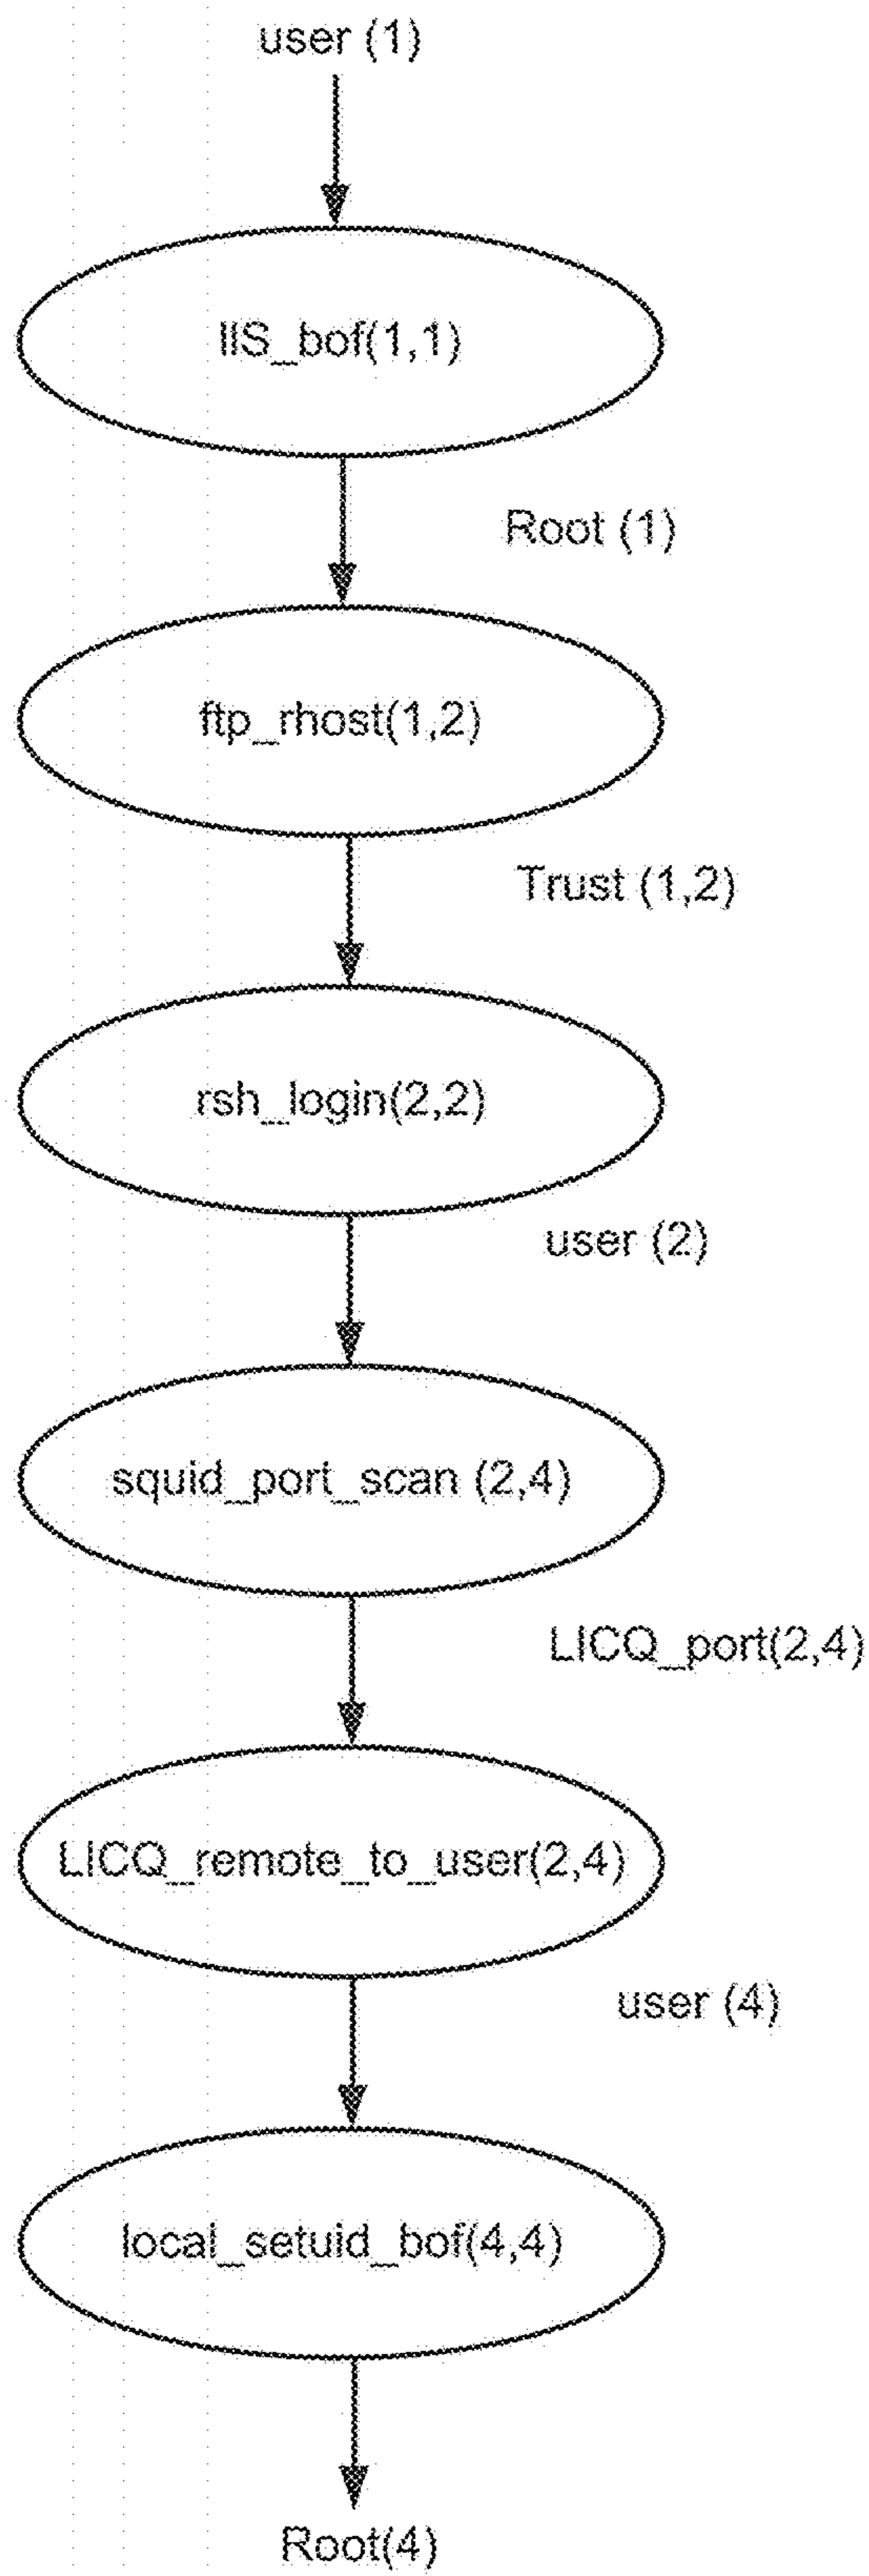 user (1)
IIS_bof(1,1)
Root (1)
ftp_rhost(1,2)
Trust (1,2)
rsh_login(2,2)
user (2)
squid_port_scan (2,4)
LICQ_port(2,4)
LICQ_remote_to_user(2,4)
user (4)
local_setuid_bof(4,4)
Root(4)